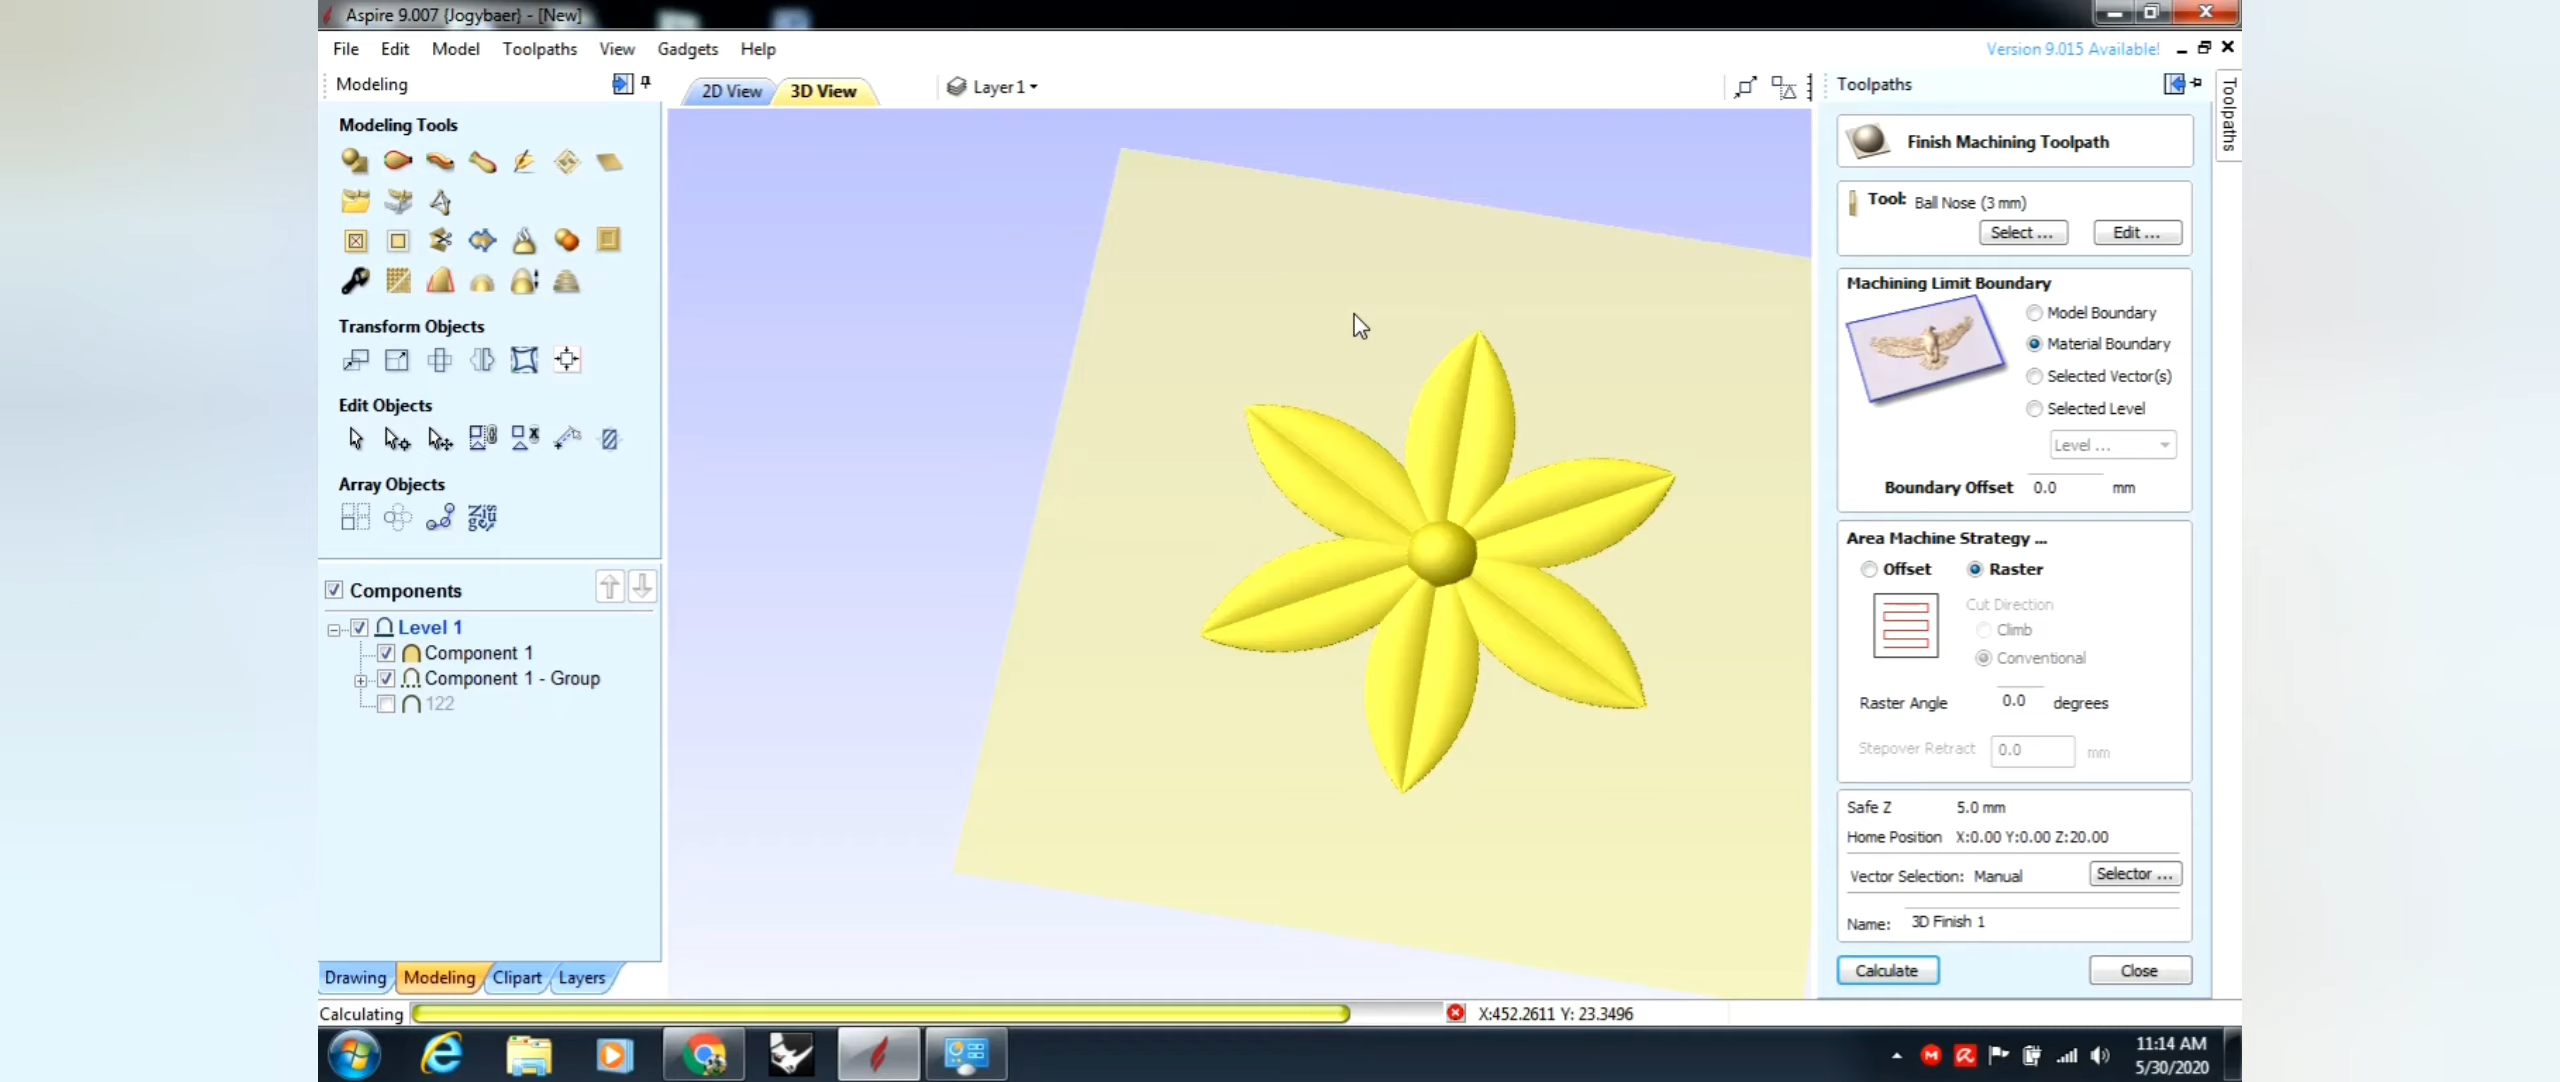 Aspire 9.007 {Jogybaer} - [New]
File Edit Model Toolpaths View Gadgets Help
Version 9.015 Available!
Modeling
2D View 3D View
Layer1
Toolpaths
Toolpaths
Modeling Tools
Transform Objects
Edit Objects
Array Objects
Components
Level 1
Component 1
Component 1 - Group
122
Drawing Modeling Clipart Layers
Finish Machining Toolpath
Tool: Ball Nose (3 mm)
Select ... Edit ...
Machining Limit Boundary
Model Boundary
Material Boundary
Selected Vector(s)
Selected Level
Level ...
Boundary Offset 0.0 mm
Area Machine Strategy ...
Offset Raster
Cut Direction
Climb
Conventional
Raster Angle 0.0 degrees
Stepover Retract 0.0 mm
Safe Z 5.0 mm
Home Position X:0.00 Y:0.00 Z:20.00
Vector Selection: Manual Selector ...
Name: 3D Finish 1
Calculate Close
Calculating X:452.2611 Y: 23.3496
11:14 AM
5/30/2020